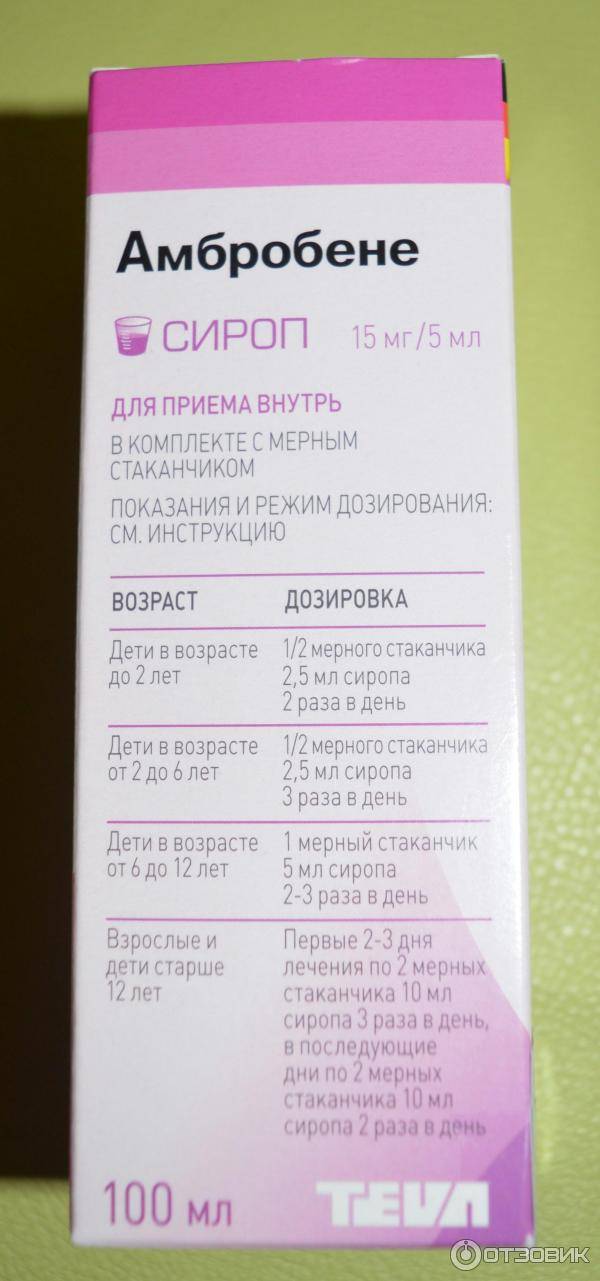 Амбробене
СИРОП 15 мг/5 мл
ДЛЯ ПРИЕМА ВНУТРЬ
В КОМПЛЕКТЕ С МЕРНЫМ
СТАКАНЧИКОМ
ПОКАЗАНИЯ И РЕЖИМ ДОЗИРОВАНИЯ:
СМ. ИНСТРУКЦИЮ
ВОЗРАСТ ДОЗИРОВКА
Дети в возрасте
до 2 лет
1/2 мерного стаканчика
2,5 мл сиропа
2 раза в день
Дети в возрасте
от 2 до 6 лет
1/2 мерного стаканчика
2,5 мл сиропа
3 раза в день
Дети в возрасте
от 6 до 12 лет
1 мерный стаканчик
5 мл сиропа
2-3 раза в день
Взрослые и
дети старше
12 лет
Первые 2-3 дня
лечения по 2 мерных
стаканчика 10 мл
сиропа 3 раза в день,
в последующие
дни по 2 мерных
стаканчика 10 мл
сиропа 2 раза в день
100 мл
TEVA
ОТЗОВИК